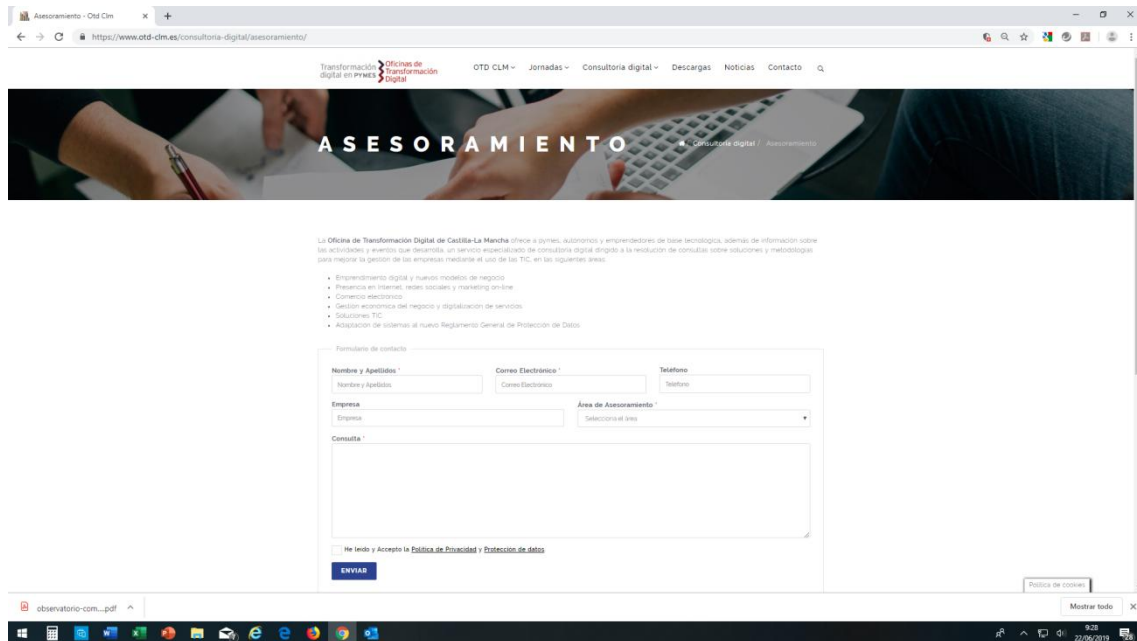 Asesoramiento - Otd Clm
https://www.otd-clm.es/consultoria-digital/asesoramiento/
Transformación digital en PYMES
Oficinas de Transformación Digital
OTD CLM Jornadas Consultoría digital Descargas Noticias Contacto
ASESORAMIENTO
/ Consultoría digital / Asesoramiento
La Oficina de Transformación Digital de Castilla-La Mancha ofrece a pymes, autónomos y emprendedores de base tecnológica, además de información sobre
las actividades y eventos que desarrolla, un servicio especializado de consultoría digital dirigido a la resolución de consultas sobre soluciones y metodologías
para mejorar la gestión de las empresas mediante el uso de las TIC, en las siguientes áreas:
Emprendimiento digital y nuevos modelos de negocio
Presencia en Internet, redes sociales y marketing on-line
Comercio electrónico
Gestión económica del negocio y digitalización de servicios
Soluciones TIC
Adaptación de sistemas al nuevo Reglamento General de Protección de Datos
Formulario de contacto
Nombre y Apellidos * Correo Electrónico * Teléfono
Nombre y Apellidos Correo Electrónico Teléfono
Empresa Área de Asesoramiento *
Empresa Selecciona el área
Consulta *
He leído y Accepto la Política de Privacidad y Protección de datos
ENVIAR
Política de cookies
observatorio-com....pdf Mostrar todo
9:28
22/06/2019